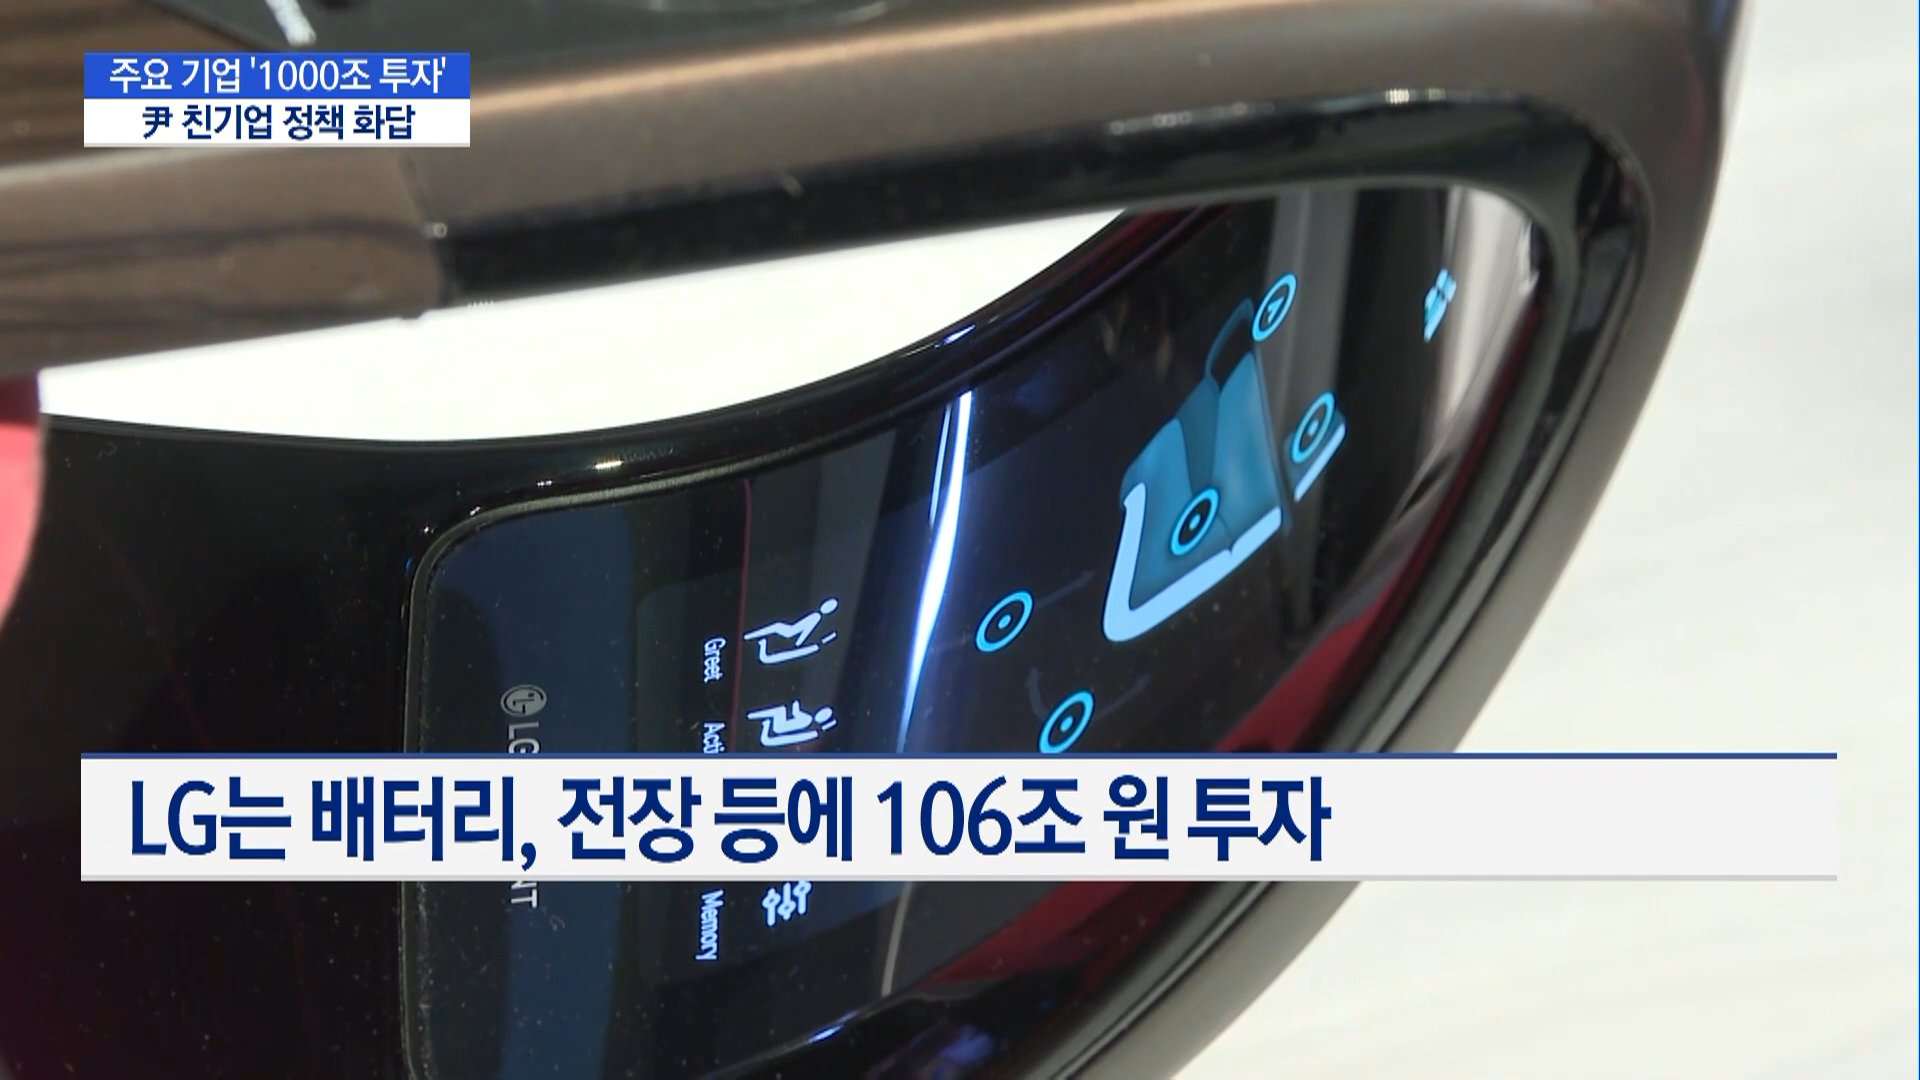 주요 기업 '1000조 투자'
尹 친기업 정책 화답
Greet
LG
LG는 배터리, 전장 등에 106조 원 투자
NT
Memory